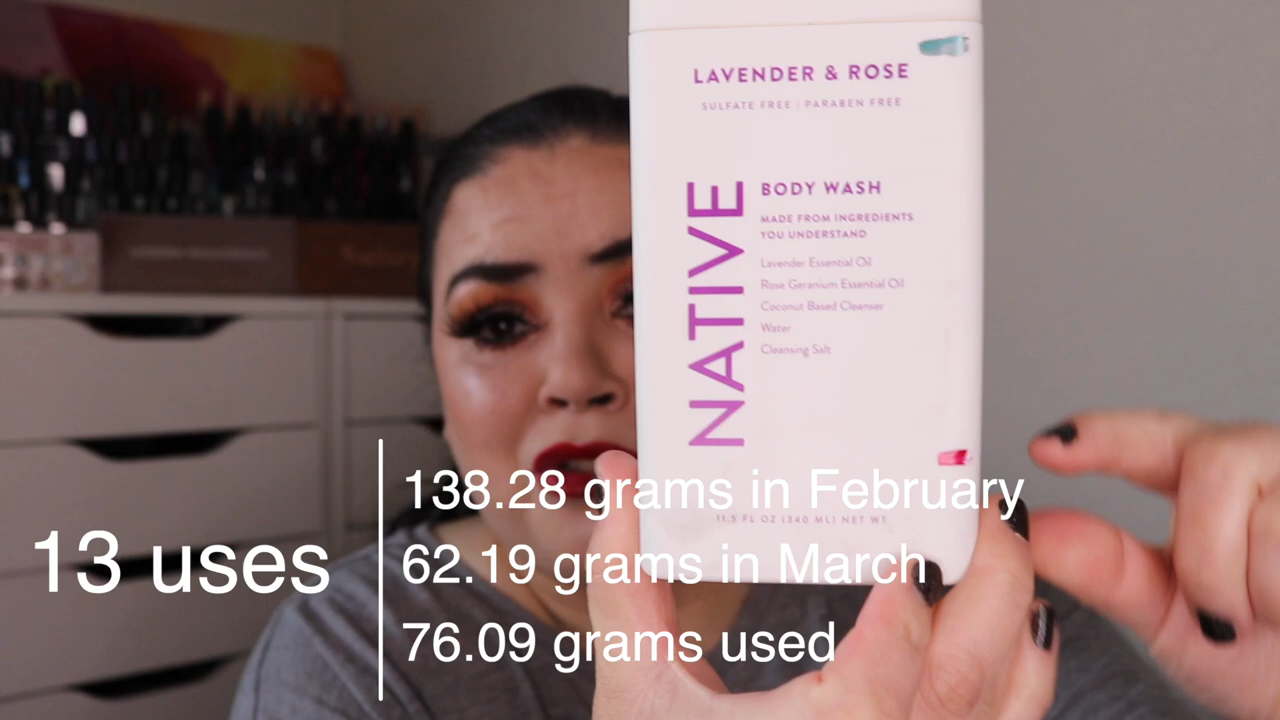 LAVENDER & ROSE
SULFATE FREE | PARABEN FREE
NATIVE
BODY WASH
MADE FROM INGREDIENTS
YOU UNDERSTAND
Lavender Essential Oil
Rose Geranium Essential Oil
Coconut Based Cleanser
Water
Cleansing Salt
11.5 FL OZ (340 ML) NET WT
13 uses
138.28 grams in February
62.19 grams in March
76.09 grams used